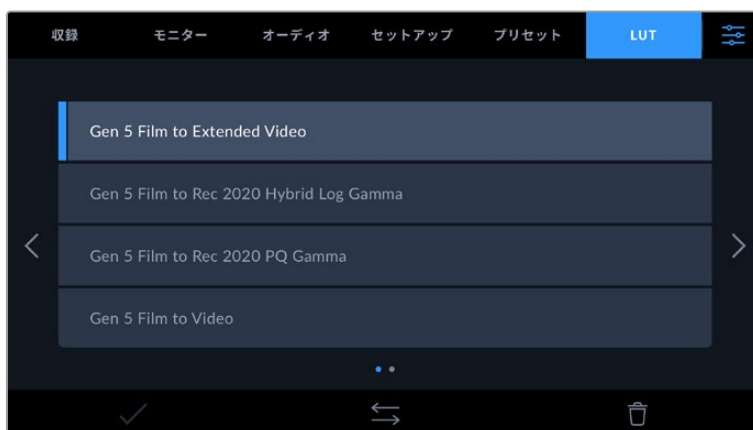 収録 モニター オーディオ セットアップ プリセット LUT
Gen 5 Film to Extended Video
Gen 5 Film to Rec 2020 Hybrid Log Gamma
Gen 5 Film to Rec 2020 PQ Gamma
Gen 5 Film to Video